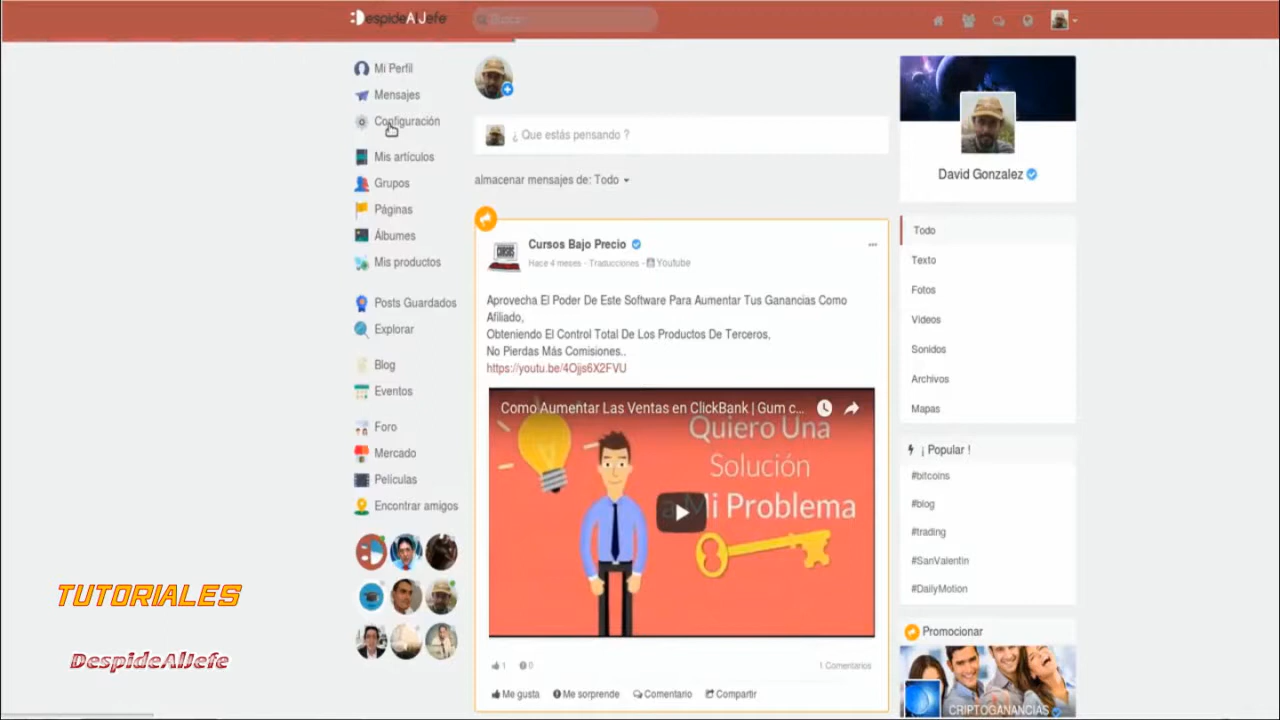 DespideAlJefe
Buscar
Mi Perfil
Mensajes
Configuración
Mis artículos
Grupos
Páginas
Álbumes
Mis productos
Posts Guardados
Explorar
Blog
Eventos
Foro
Mercado
Películas
Encontrar amigos
TUTORIALES
DespideAlJefe
¿ Que estás pensando ?
almacenar mensajes de: Todo
Cursos Bajo Precio
Hace 4 meses - Traducciones - Youtube
Aprovecha El Poder De Este Software Para Aumentar Tus Ganancias Como
Afiliado,
Obteniendo El Control Total De Los Productos De Terceros,
No Pierdas Más Comisiones..
https://youtu.be/4Ojjs6X2FVU
Como Aumentar Las Ventas en ClickBank | Gum c...
Quiero Una
Solución
a Mi Problema
1 0
1 Comentarios
Me gusta
Me sorprende
Comentario
Compartir
CURSOS
David Gonzalez
Todo
Texto
Fotos
Videos
Sonidos
Archivos
Mapas
¡ Popular !
#bitcoins
#blog
#trading
#SanValentin
#DailyMotion
Promocionar
CRIPTOGANANCIAS